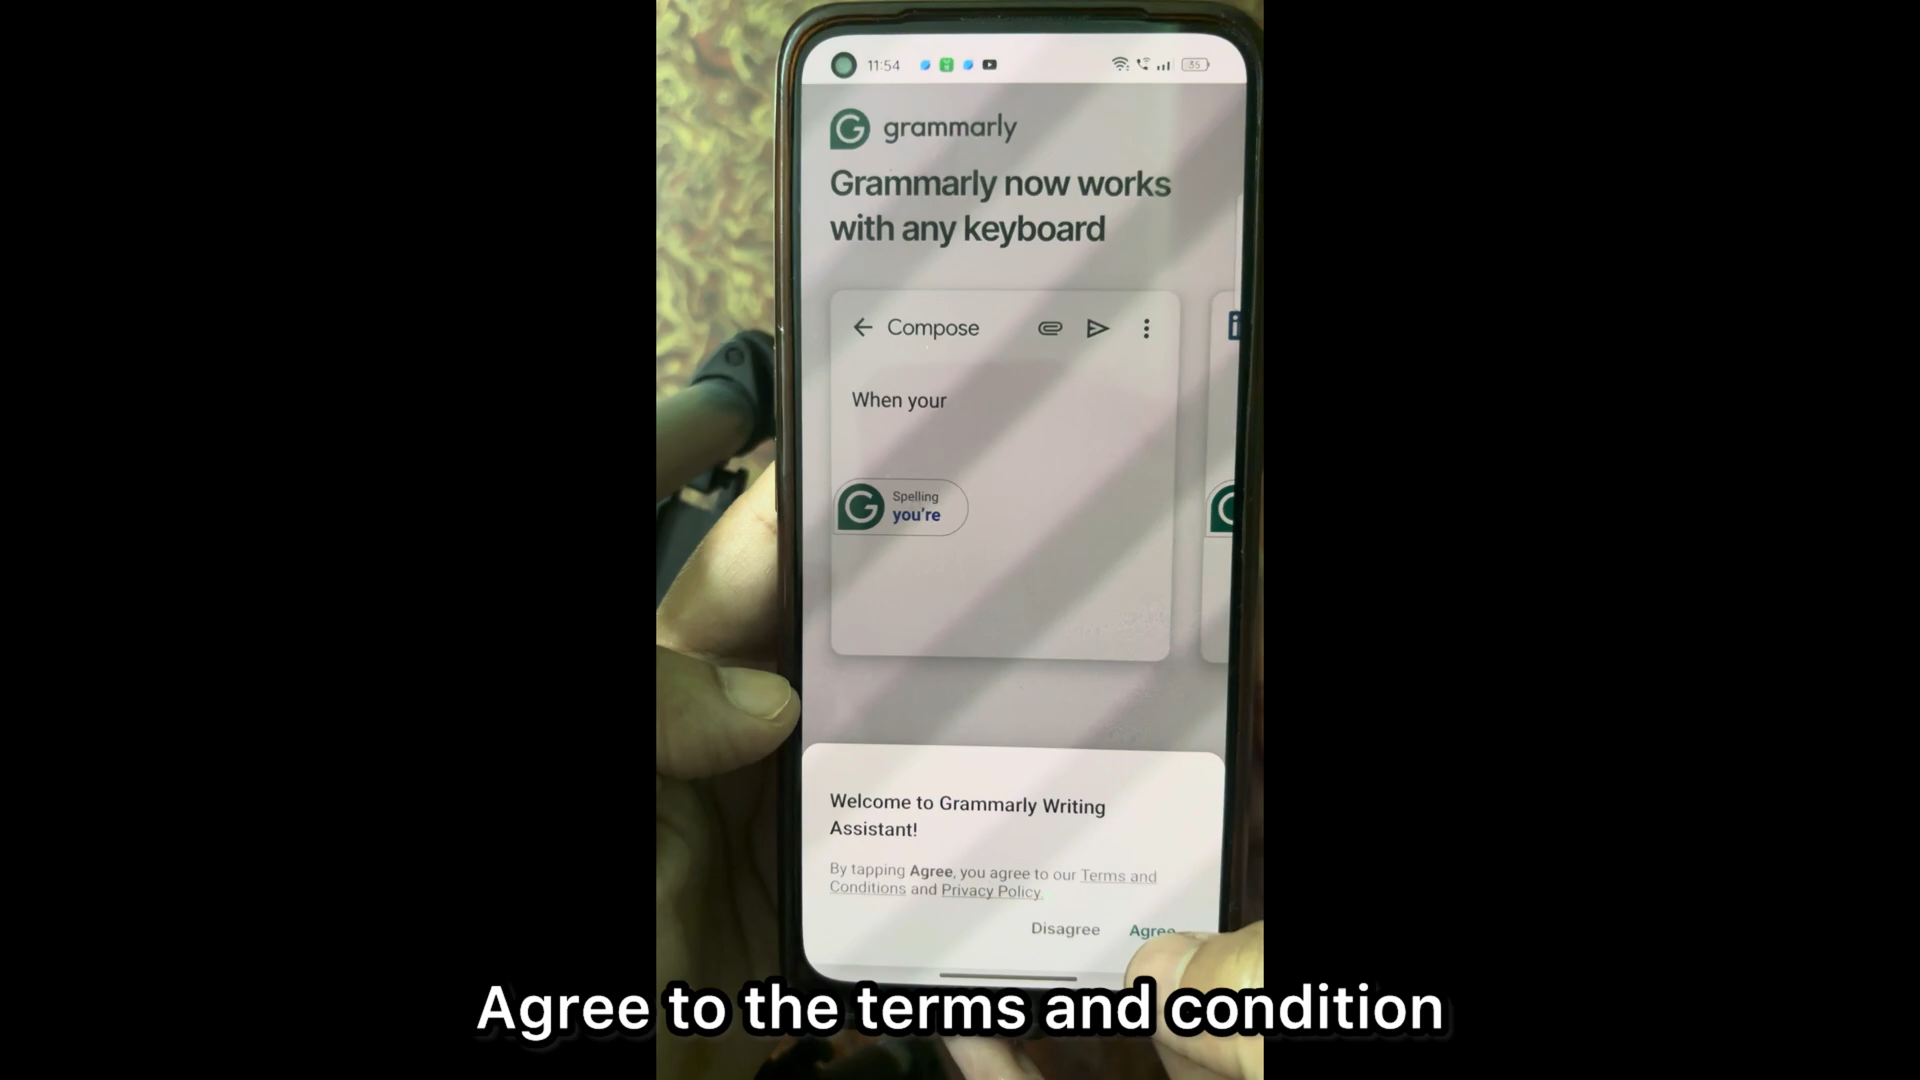 11:54
35
grammarly
Grammarly now works
with any keyboard
Compose
When your
Spelling
you're
Welcome to Grammarly Writing
Assistant!
By tapping Agree, you agree to our Terms and
Conditions and Privacy Policy.
Disagree Agree
Agree to the terms and condition